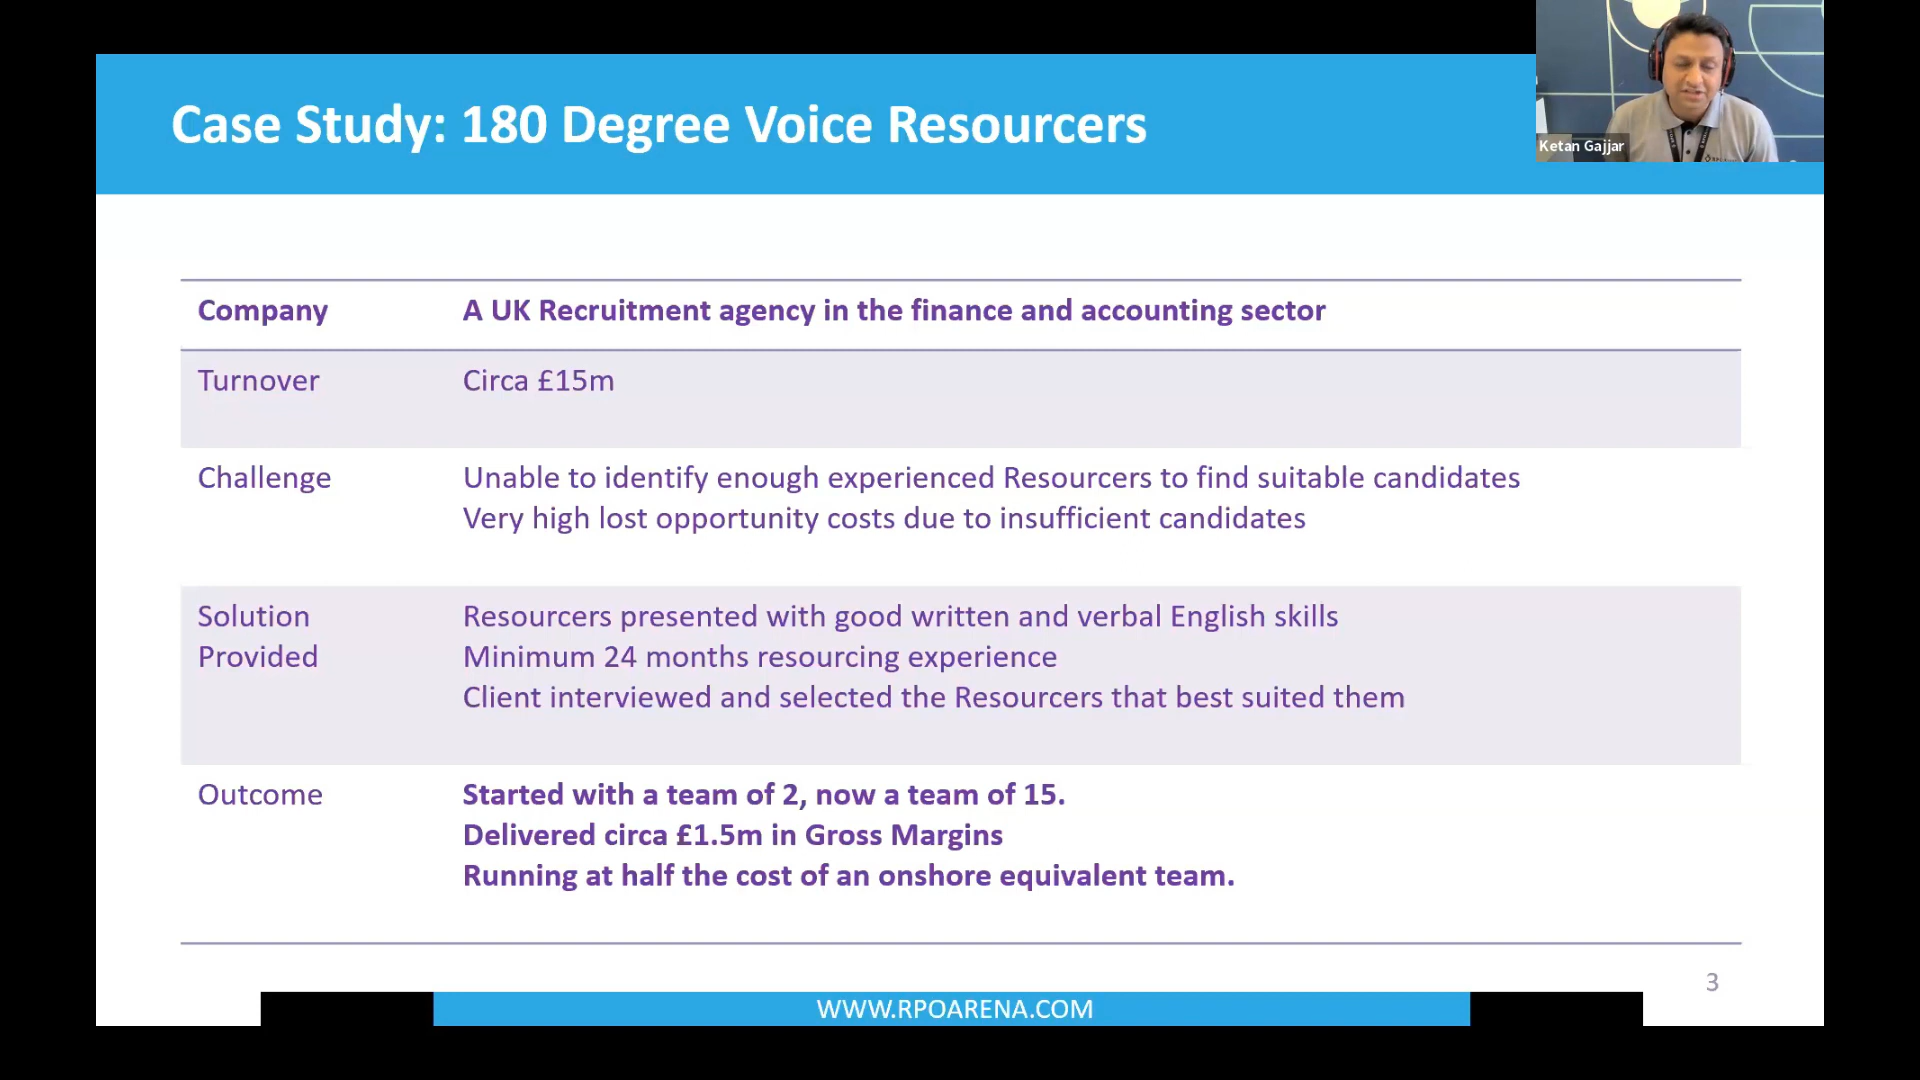 Case Study: 180 Degree Voice Resourcers
Ketan Gajjar
Company
A UK Recruitment agency in the finance and accounting sector
Turnover
Circa £15m
Challenge
Unable to identify enough experienced Resourcers to find suitable candidates
Very high lost opportunity costs due to insufficient candidates
Solution
Provided
Resourcers presented with good written and verbal English skills
Minimum 24 months resourcing experience
Client interviewed and selected the Resourcers that best suited them
Outcome
Started with a team of 2, now a team of 15.
Delivered circa £1.5m in Gross Margins
Running at half the cost of an onshore equivalent team.
3
WWW.RPOARENA.COM